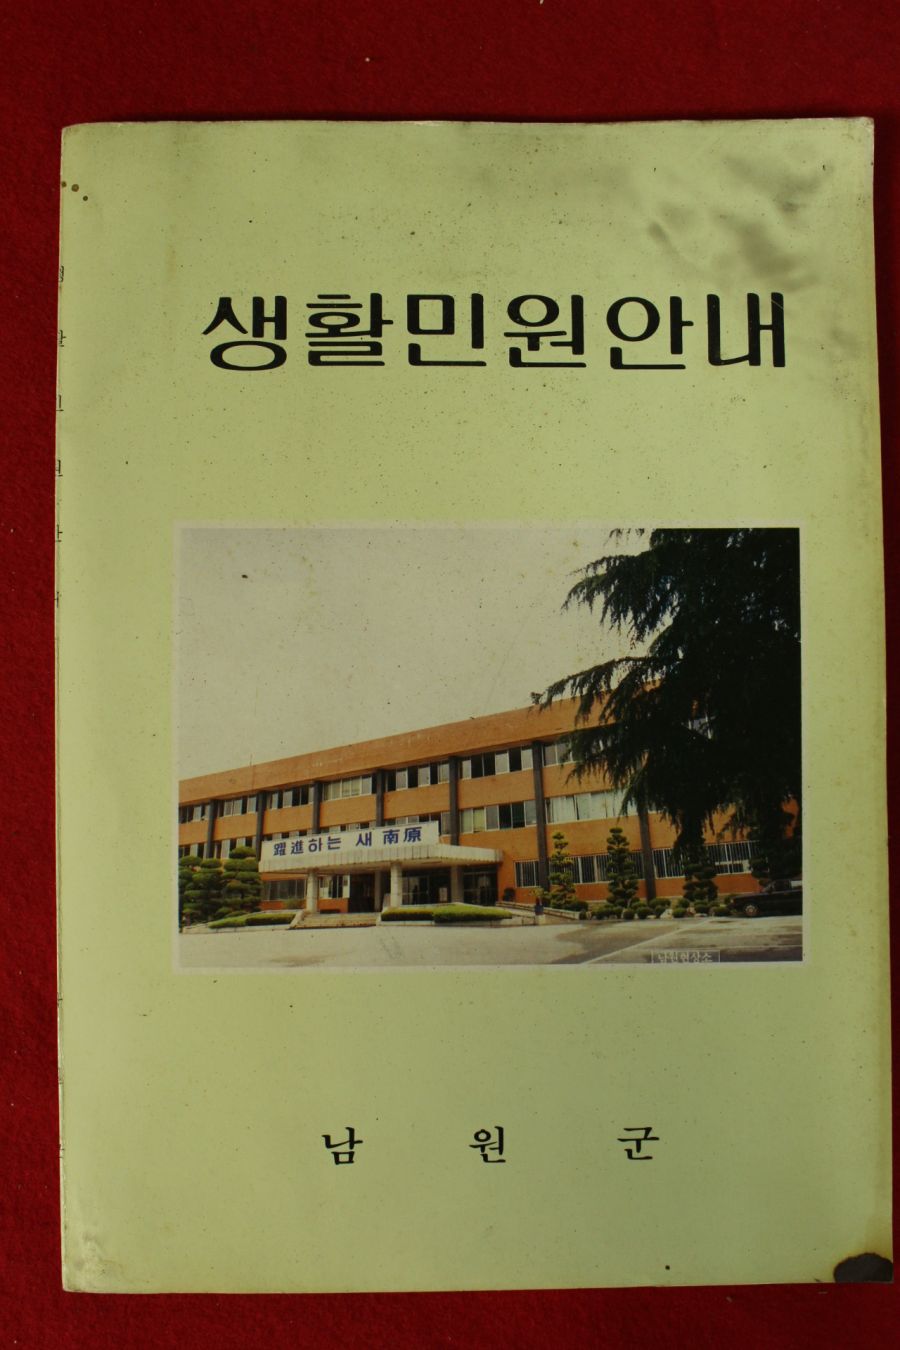 생활민원안내
躍進하는 새 南原
남원군